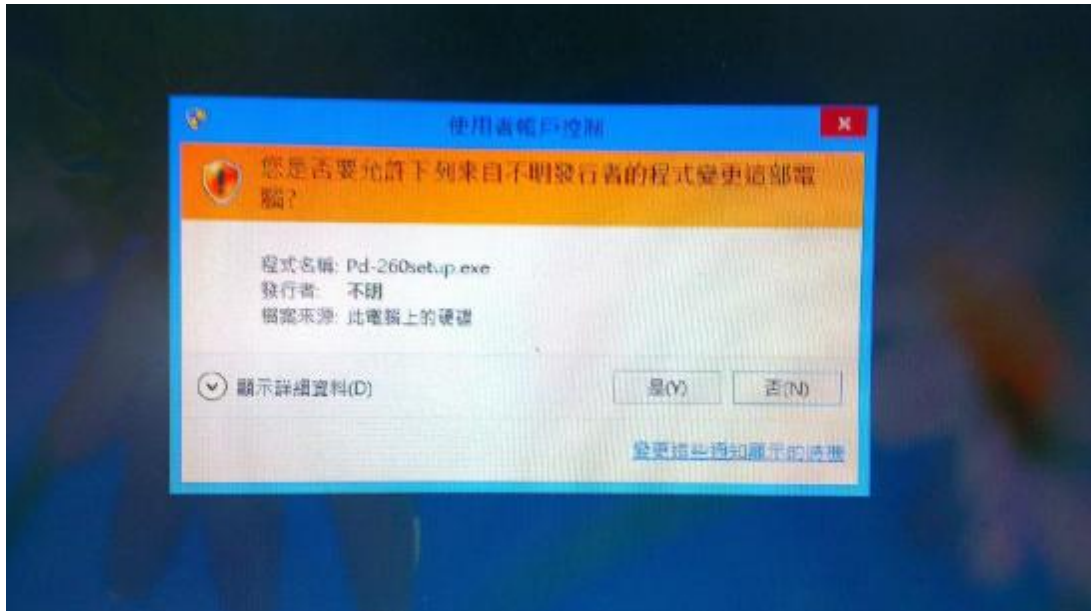 使用者帳戶控制
您是否要允許下列來自不明發行者的程式變更這部電
腦?
程式名稱: Pd-260setup.exe
發行者: 不明
檔案來源: 此電腦上的硬碟
顯示詳細資料(D)
是(Y)
否(N)
變更這些通知顯示的時機